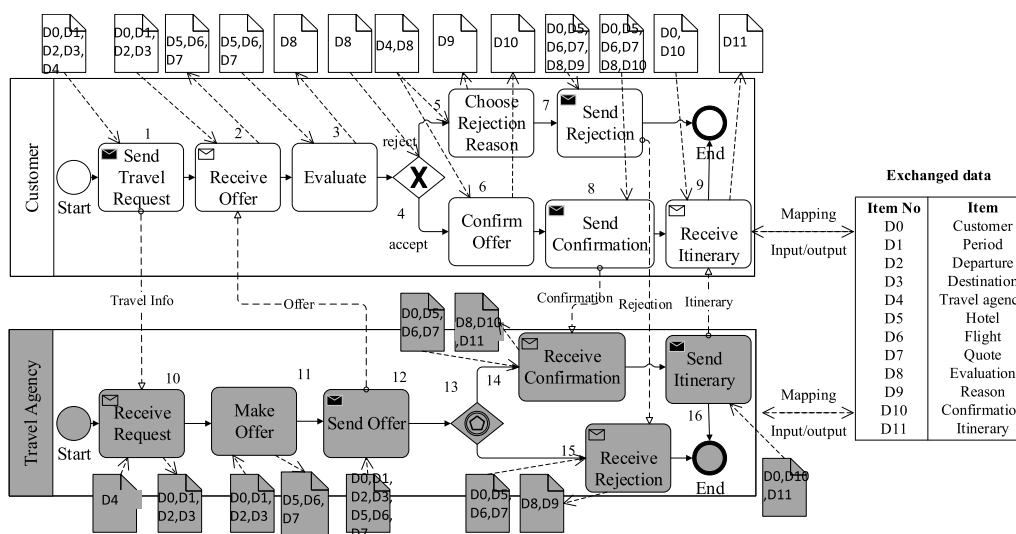 D0,D1,
D2,D3,
D4
D0,D1,
D2,D3
D5,D6,
D7
D5,D6,
D7
D8
D8
D4,D8
D9
D10
D0,D5,
D6,D7,
D8,D9
D0,D5,
D6,D7
D8,D10
D0,
D10
D11
Customer
Start
1
Send
Travel
Request
2
Receive
Offer
3
Evaluate
reject
X
4
accept
5
Choose
Rejection
Reason
6
Confirm
Offer
7
Send
Rejection
8
Send
Confirmation
9
Receive
Itinerary
End
Travel Info
Offer
Confirmation
Rejection
Itinerary
Mapping
Input/output
Mapping
Input/output
Exchanged data
Item No Item
D0 Customer
D1 Period
D2 Departure
D3 Destination
D4 Travel agenc
D5 Hotel
D6 Flight
D7 Quote
D8 Evaluation
D9 Reason
D10 Confirmatio
D11 Itinerary
Travel Agency
Start
10
Receive
Request
11
Make
Offer
12
Send Offer
13
14
D0,D5,
D6,D7
D8,D10
,D11
Receive
Confirmation
Send
Itinerary
15
Receive
Rejection
16
End
D4
D0,D1,
D2,D3
D0,D1,
D2,D3
D5,D6,
D7
D0,D1,
D2,D3,
D5,D6,
D7
D0,D5,
D6,D7
D8,D9
D0,D10
,D11